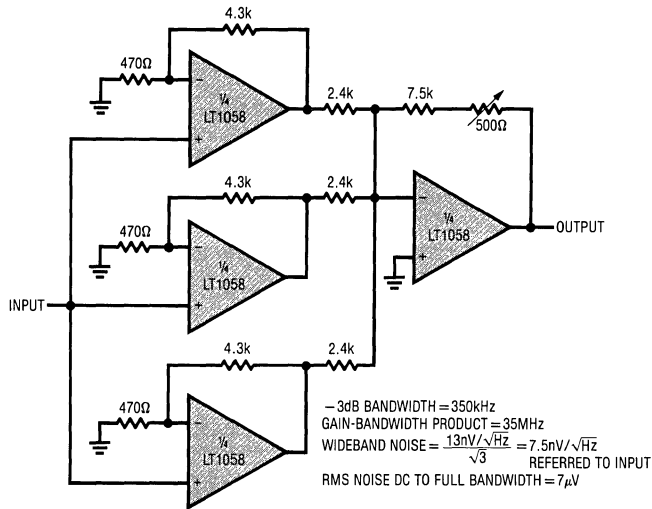 4.3k
470Ω
−
¼
LT1058
+
2.4k
7.5k
500Ω
4.3k
2.4k
470Ω
−
¼
LT1058
+
−
¼
LT1058
+
OUTPUT
INPUT
4.3k
2.4k
470Ω
−
¼
LT1058
+
−3dB BANDWIDTH = 350kHz
GAIN-BANDWIDTH PRODUCT = 35MHz
WIDEBAND NOISE = 13nV/√Hz / √3 = 7.5nV/√Hz
REFERRED TO INPUT
RMS NOISE DC TO FULL BANDWIDTH = 7μV